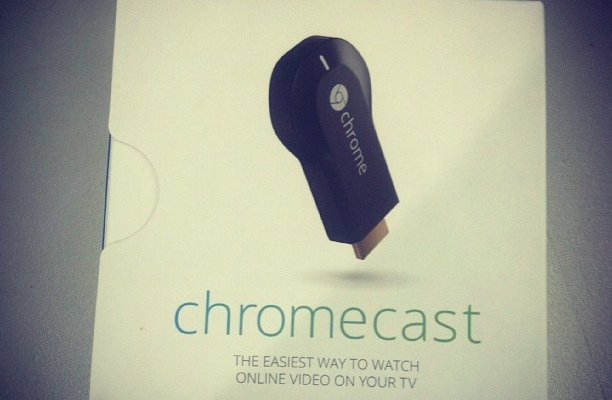 chrome
chromecast
THE EASIEST WAY TO WATCH
ONLINE VIDEO ON YOUR TV